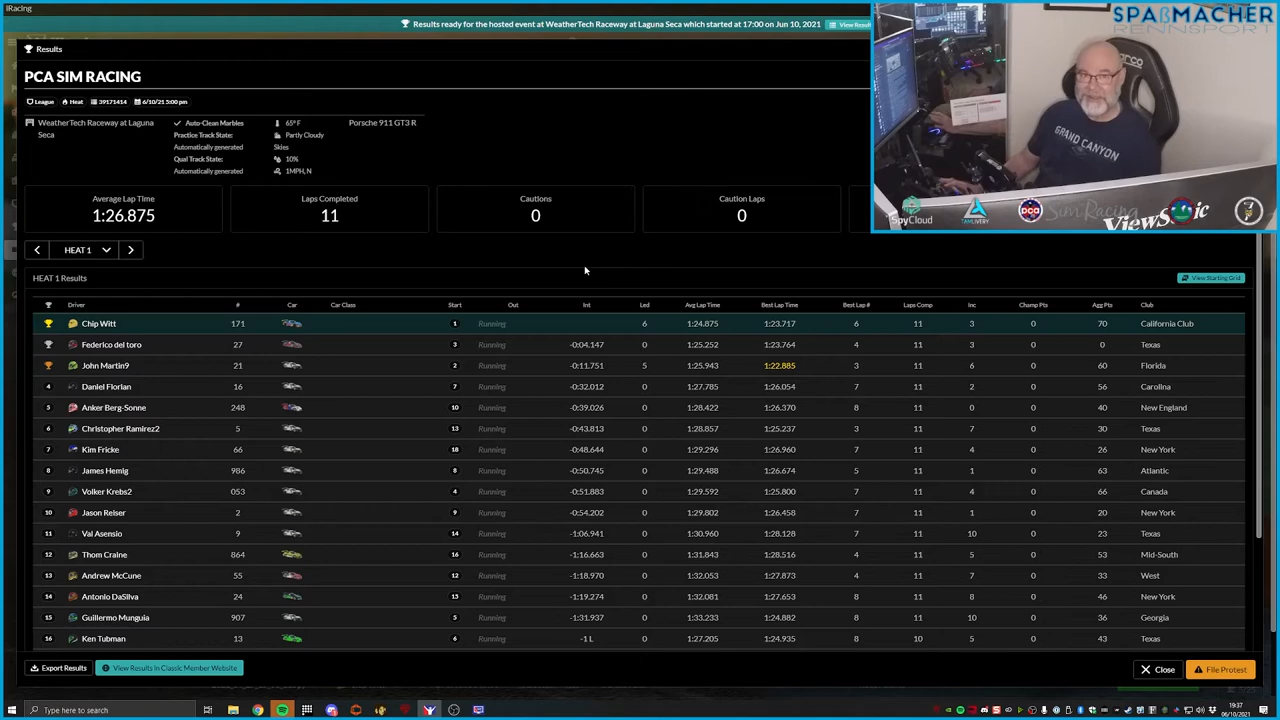 iRacing
Results ready for the hosted event at WeatherTech Raceway at Laguna Seca which started at 17:00 on Jun 10, 2021
View Resul
SPAẞMACHER
RENNSPORT
Results
PCA SIM RACING
League Heat 39171414 6/10/21 5:00 pm
WeatherTech Raceway at Laguna Seca
Auto-Clean Marbles
Practice Track State:
Automatically generated
Qual Track State:
Automatically generated
65° F
Partly Cloudy
Skies
10%
1MPH, N
Porsche 911 GT3 R
GRAND CANYON
Average Lap Time
1:26.875
Laps Completed
11
Cautions
0
Caution Laps
0
SpyCloud
TAMLIVERY
pca
SimRacing
ViewSonic
HEAT 1
HEAT 1 Results
View Starting Grid
Driver # Car Car Class Start Out Int Led Avg Lap Time Best Lap Time Best Lap # Laps Comp Inc Champ Pts Agg Pts Club
Chip Witt 171 1 Running 6 1:24.875 1:23.717 6 11 3 0 70 California Club
Federico del toro 27 3 Running -0:04.147 0 1:25.252 1:23.764 4 11 3 0 0 Texas
John Martin9 21 2 Running -0:11.751 5 1:25.943 1:22.885 3 11 6 0 60 Florida
4 Daniel Florian 16 7 Running -0:32.012 0 1:27.785 1:26.054 7 11 2 0 56 Carolina
5 Anker Berg-Sonne 248 10 Running -0:39.026 0 1:28.422 1:26.370 8 11 0 0 40 New England
6 Christopher Ramirez2 5 13 Running -0:43.813 0 1:28.857 1:25.237 3 11 7 0 30 Texas
7 Kim Fricke 66 18 Running -0:48.644 0 1:29.296 1:26.960 7 11 4 0 26 New York
8 James Hemig 986 8 Running -0:50.745 0 1:29.488 1:26.674 5 11 1 0 63 Atlantic
9 Volker Krebs2 053 4 Running -0:51.883 0 1:29.592 1:25.800 7 11 4 0 66 Canada
10 Jason Reiser 2 9 Running -0:54.202 0 1:29.802 1:26.458 7 11 1 0 20 New York
11 Val Asensio 9 14 Running -1:06.941 0 1:30.960 1:28.128 7 11 10 0 23 Texas
12 Thom Craine 864 16 Running -1:16.663 0 1:31.843 1:28.516 4 11 5 0 53 Mid-South
13 Andrew McCune 55 12 Running -1:18.970 0 1:32.053 1:27.873 4 11 7 0 33 West
14 Antonio DaSilva 24 13 Running -1:19.274 0 1:32.081 1:27.653 8 11 8 0 46 New York
15 Guillermo Munguia 907 5 Running -1:31.937 0 1:33.233 1:24.882 8 11 10 0 36 Georgia
16 Ken Tubman 13 6 Running -1 L 0 1:27.205 1:24.935 8 10 5 0 43 Texas
Export Results
View Results In Classic Member Website
Close
File Protest
Type here to search
19:37
06/10/2021